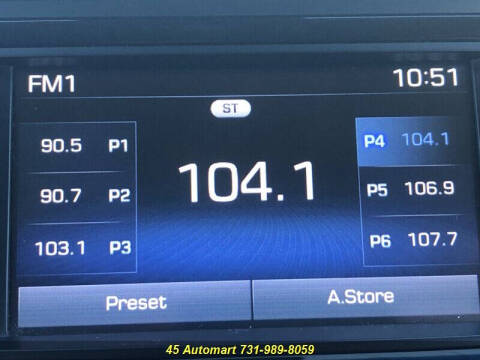 FM1 10:51
ST
90.5 P1
90.7 P2
103.1 P3
104.1
P4 104.1
P5 106.9
P6 107.7
Preset
A.Store
45 Automart 731-989-8059